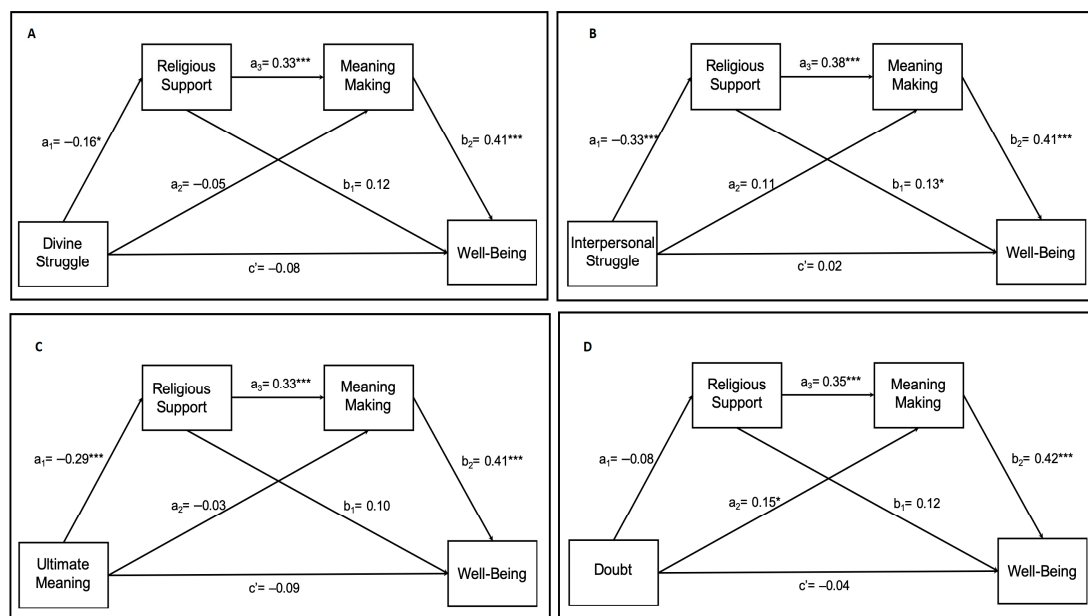 A
Religious
Support
a₃= 0.33***
Meaning
Making
a₁= −0.16*
b₂= 0.41***
a₂= −0.05
b₁= 0.12
Divine
Struggle
Well-Being
c'= −0.08
B
Religious
Support
a₃= 0.38***
Meaning
Making
a₁= −0.33***
b₂= 0.41***
a₂= 0.11
b₁= 0.13*
Interpersonal
Struggle
Well-Being
c'= 0.02
C
Religious
Support
a₃= 0.33***
Meaning
Making
a₁= −0.29***
b₂= 0.41***
a₂= −0.03
b₁= 0.10
Ultimate
Meaning
Well-Being
c'= −0.09
D
Religious
Support
a₃= 0.35***
Meaning
Making
a₁= −0.08
b₂= 0.42***
a₂= 0.15*
b₁= 0.12
Doubt
Well-Being
c'= −0.04